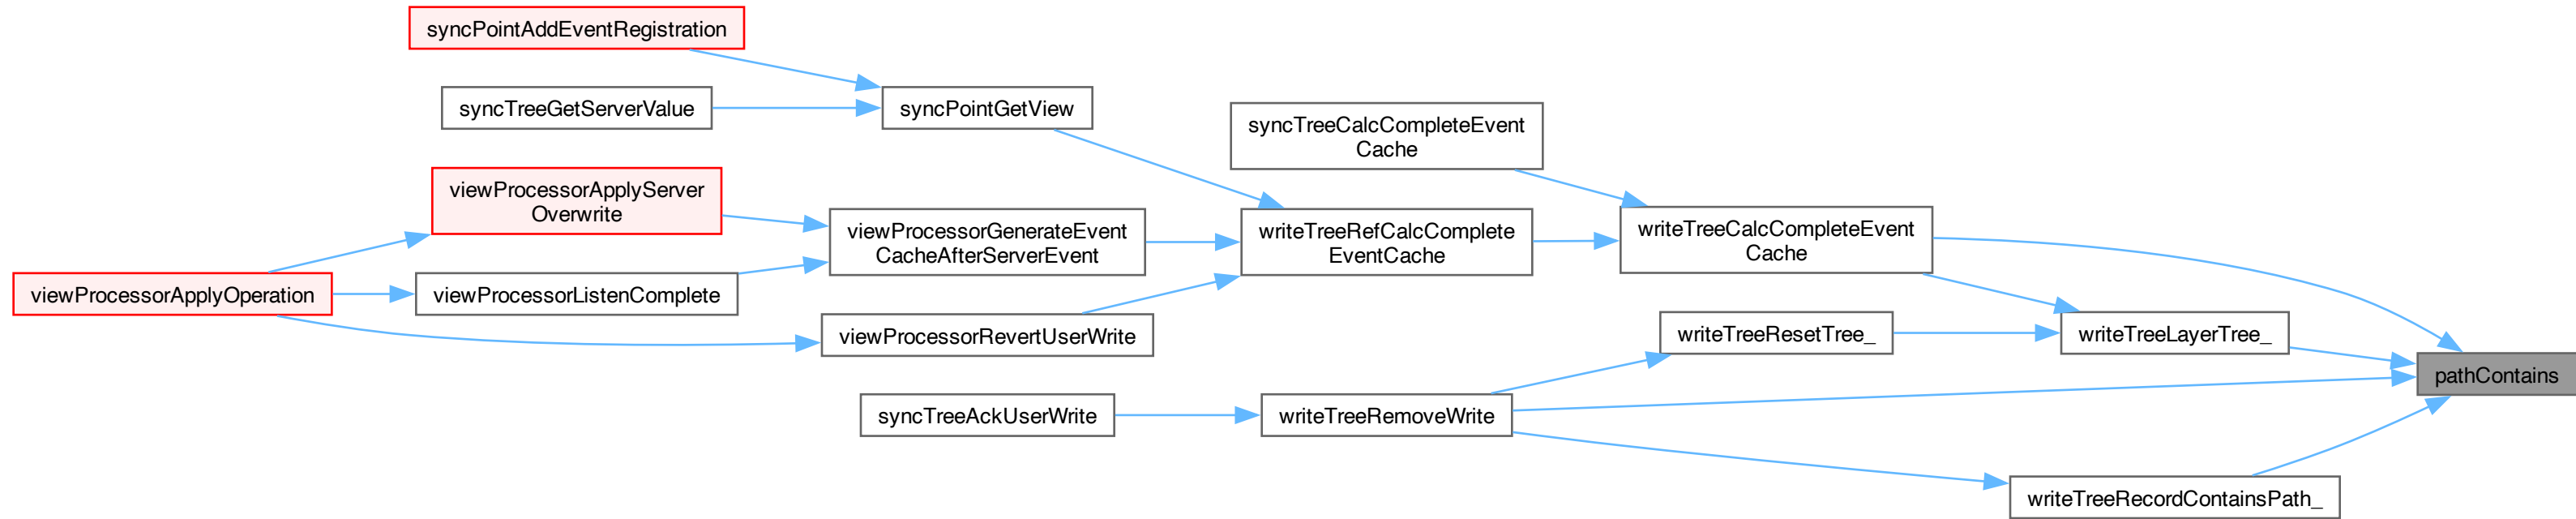 syncPointAddEventRegistration
syncTreeGetServerValue
syncPointGetView
syncTreeCalcCompleteEvent
Cache
viewProcessorApplyServer
Overwrite
viewProcessorGenerateEvent
CacheAfterServerEvent
writeTreeRefCalcComplete
EventCache
writeTreeCalcCompleteEvent
Cache
viewProcessorApplyOperation
viewProcessorListenComplete
viewProcessorRevertUserWrite
writeTreeResetTree_
writeTreeLayerTree_
pathContains
syncTreeAckUserWrite
writeTreeRemoveWrite
writeTreeRecordContainsPath_